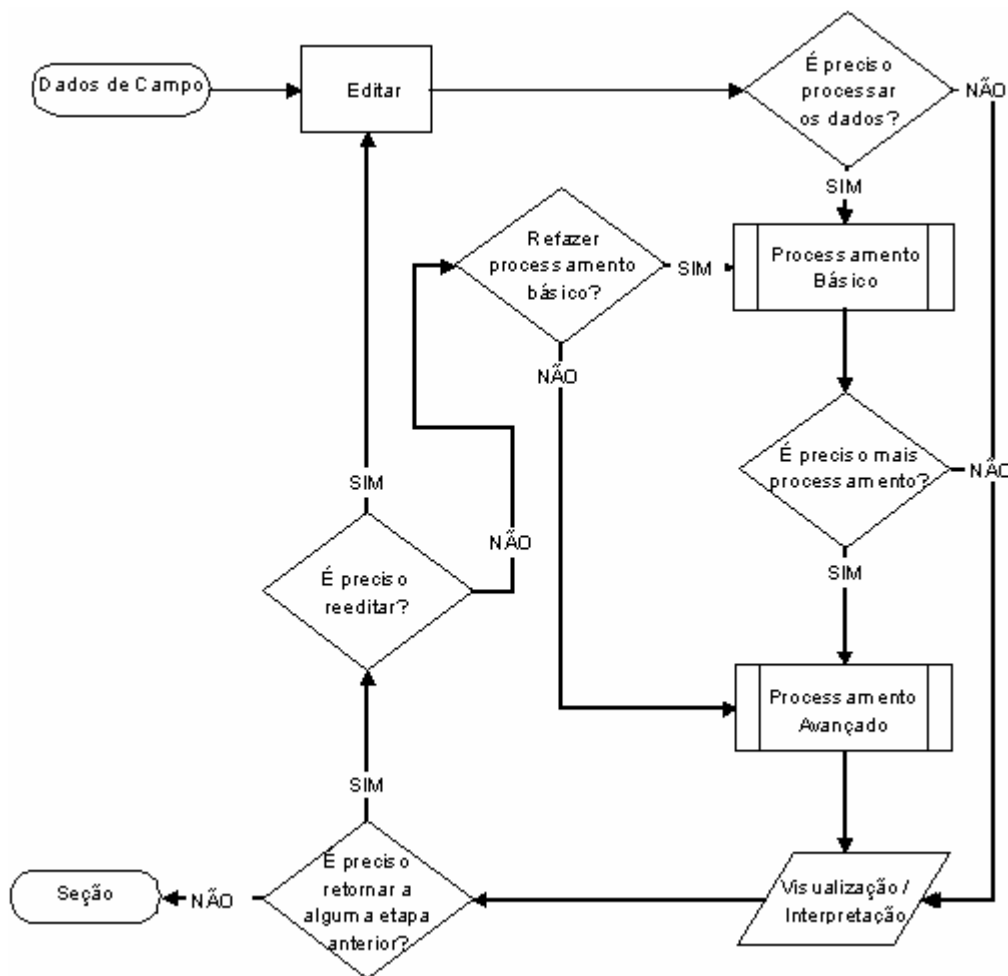 Dados de Campo
Editar
É preciso
processar
os dados?
NÃO
SIM
Refazer
processamento
básico?
SIM
Processamento
Básico
NÃO
É preciso mais
processamento?
NÃO
SIM
NÃO
É preciso
reeditar?
SIM
Processamento
Avançado
SIM
É preciso
retornar a
alguma etapa
anterior?
NÃO
Seção
Visualização /
Interpretação